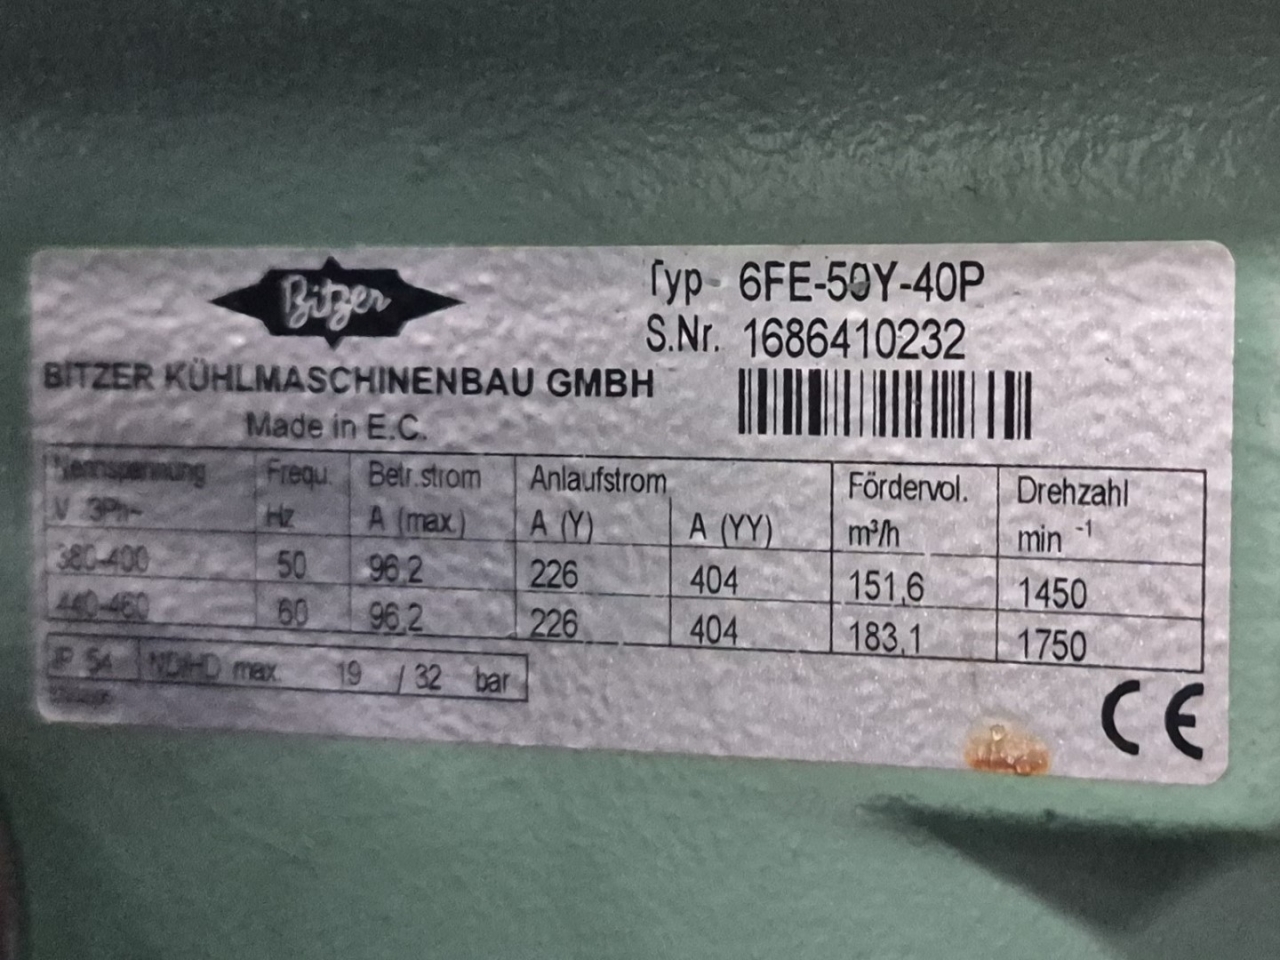 Bitzer
Typ 6FE-50Y-40P
S.Nr. 1686410232
BITZER KÜHLMASCHINENBAU GMBH
Made in E.C.
Nennspannung Frequ. Betr.strom Anlaufstrom Fördervol. Drehzahl
V 3Ph~ Hz A (max.) A (Y) A (YY) m³/h min -1
380-400 50 96.2 226 404 151,6 1450
440-460 60 96.2 226 404 183,1 1750
IP 54 ND/HD max. 19 / 32 bar
CE